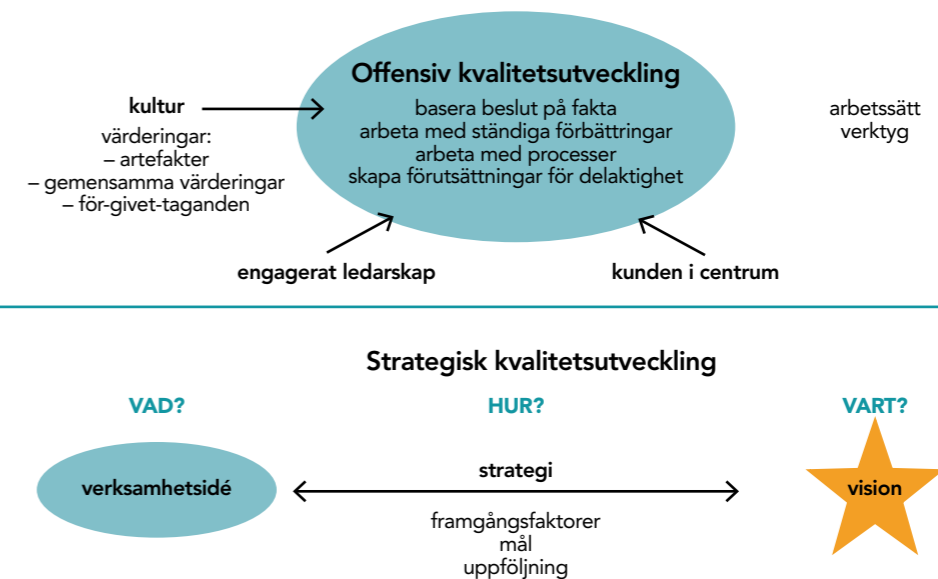 Offensiv kvalitetsutveckling
basera beslut på fakta
arbeta med ständiga förbättringar
arbeta med processer
skapa förutsättningar för delaktighet
kultur
värderingar:
– artefakter
– gemensamma värderingar
– för-givet-taganden
arbetssätt
verktyg
engagerat ledarskap
kunden i centrum
Strategisk kvalitetsutveckling
VAD?
HUR?
VART?
verksamhetsidé
strategi
vision
framgångsfaktorer
mål
uppföljning